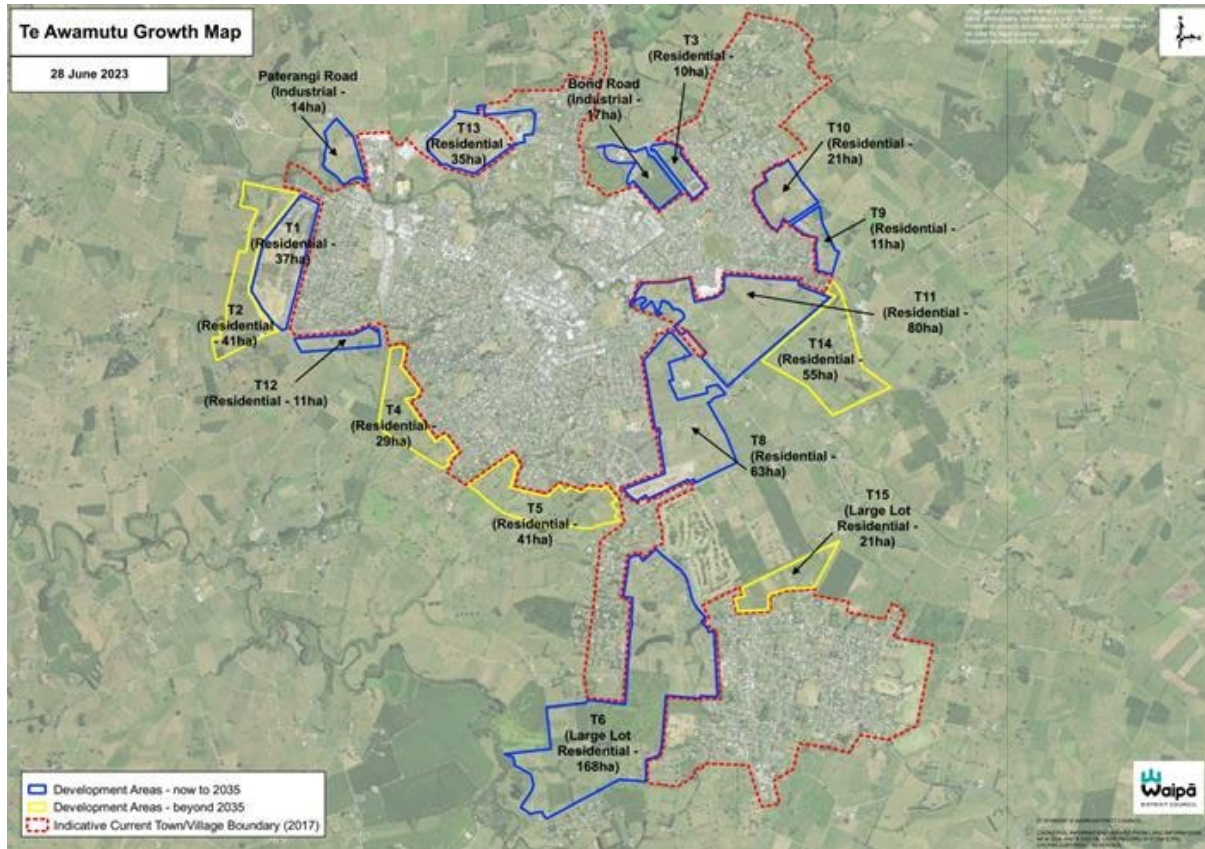 Te Awamutu Growth Map
28 June 2023
Paterangi Road
(Industrial -
14ha)
T13
(Residential -
35ha)
Bond Road
(Industrial -
17ha)
T3
(Residential -
10ha)
T10
(Residential -
21ha)
T9
(Residential -
11ha)
T1
(Residential -
37ha)
T2
(Residential
- 41ha)
T12
(Residential - 11ha)
T11
(Residential -
80ha)
T14
(Residential -
55ha)
T4
(Residential -
29ha)
T8
(Residential -
63ha)
T5
(Residential -
41ha)
T15
(Large Lot
Residential -
21ha)
T6
(Large Lot
Residential -
168ha)
Development Areas - now to 2035
Development Areas - beyond 2035
Indicative Current Town/Village Boundary (2017)
Waipā
DISTRICT COUNCIL